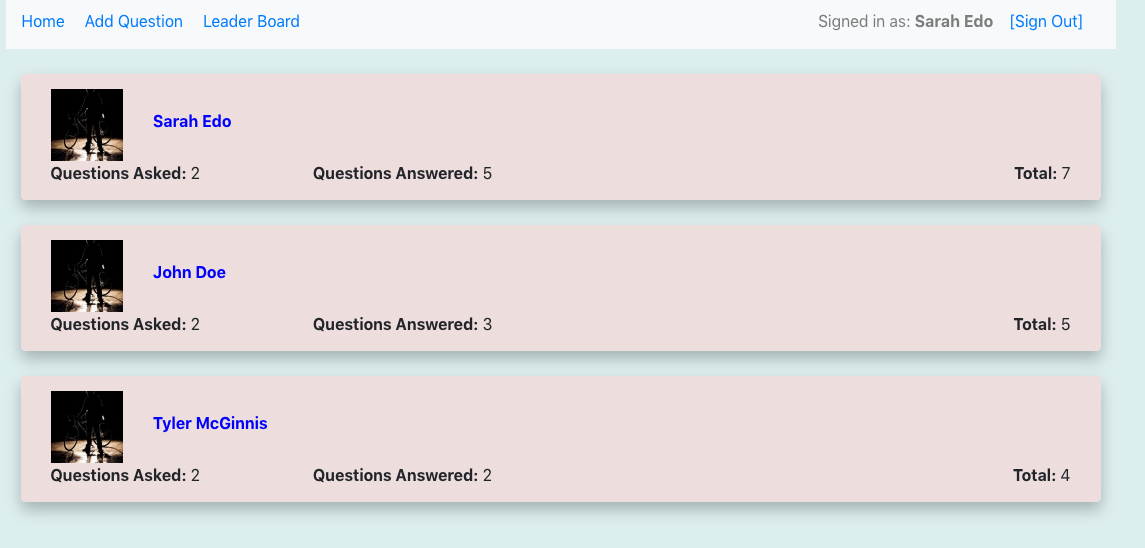 Home Add Question Leader Board Signed in as: Sarah Edo [Sign Out]
Sarah Edo
Questions Asked: 2 Questions Answered: 5 Total: 7
John Doe
Questions Asked: 2 Questions Answered: 3 Total: 5
Tyler McGinnis
Questions Asked: 2 Questions Answered: 2 Total: 4